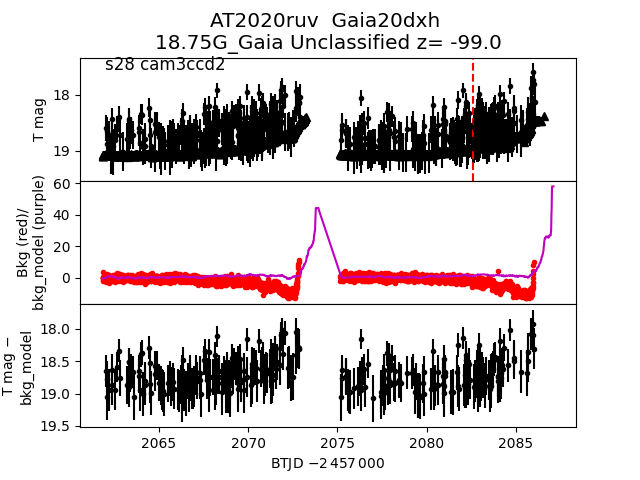 AT2020ruv  Gaia20dxh
18.75G_Gaia Unclassified z= -99.0
s28 cam3ccd2
T mag
18
19
Bkg (red)/
bkg_model (purple)
60
40
20
0
T mag −
bkg_model
18.0
18.5
19.0
19.5
2065 2070 2075 2080 2085
BTJD −2 457 000